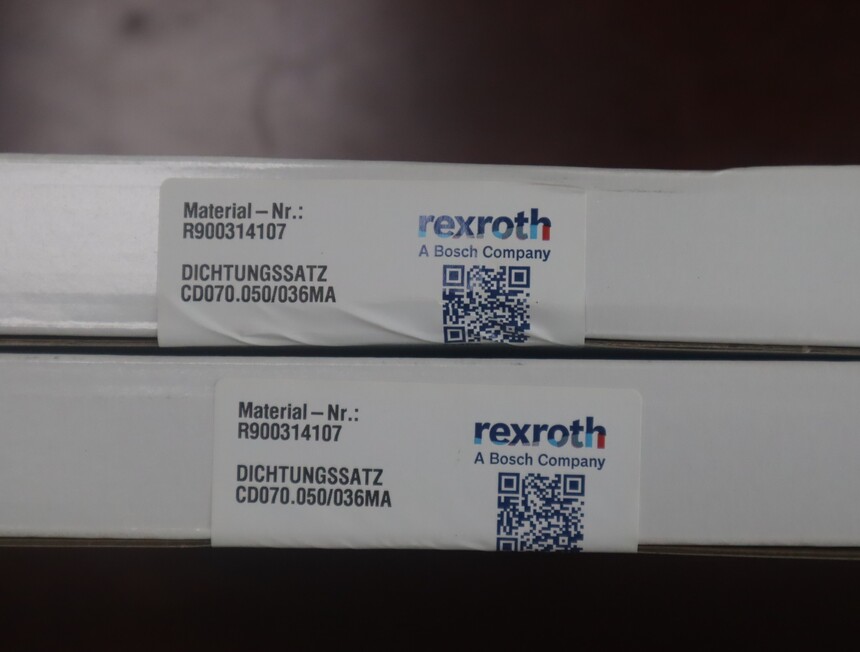 Material – Nr.:
R900314107
DICHTUNGSSATZ
CD070.050/036MA
rexroth
A Bosch Company
Material – Nr.:
R900314107
DICHTUNGSSATZ
CD070.050/036MA
rexroth
A Bosch Company